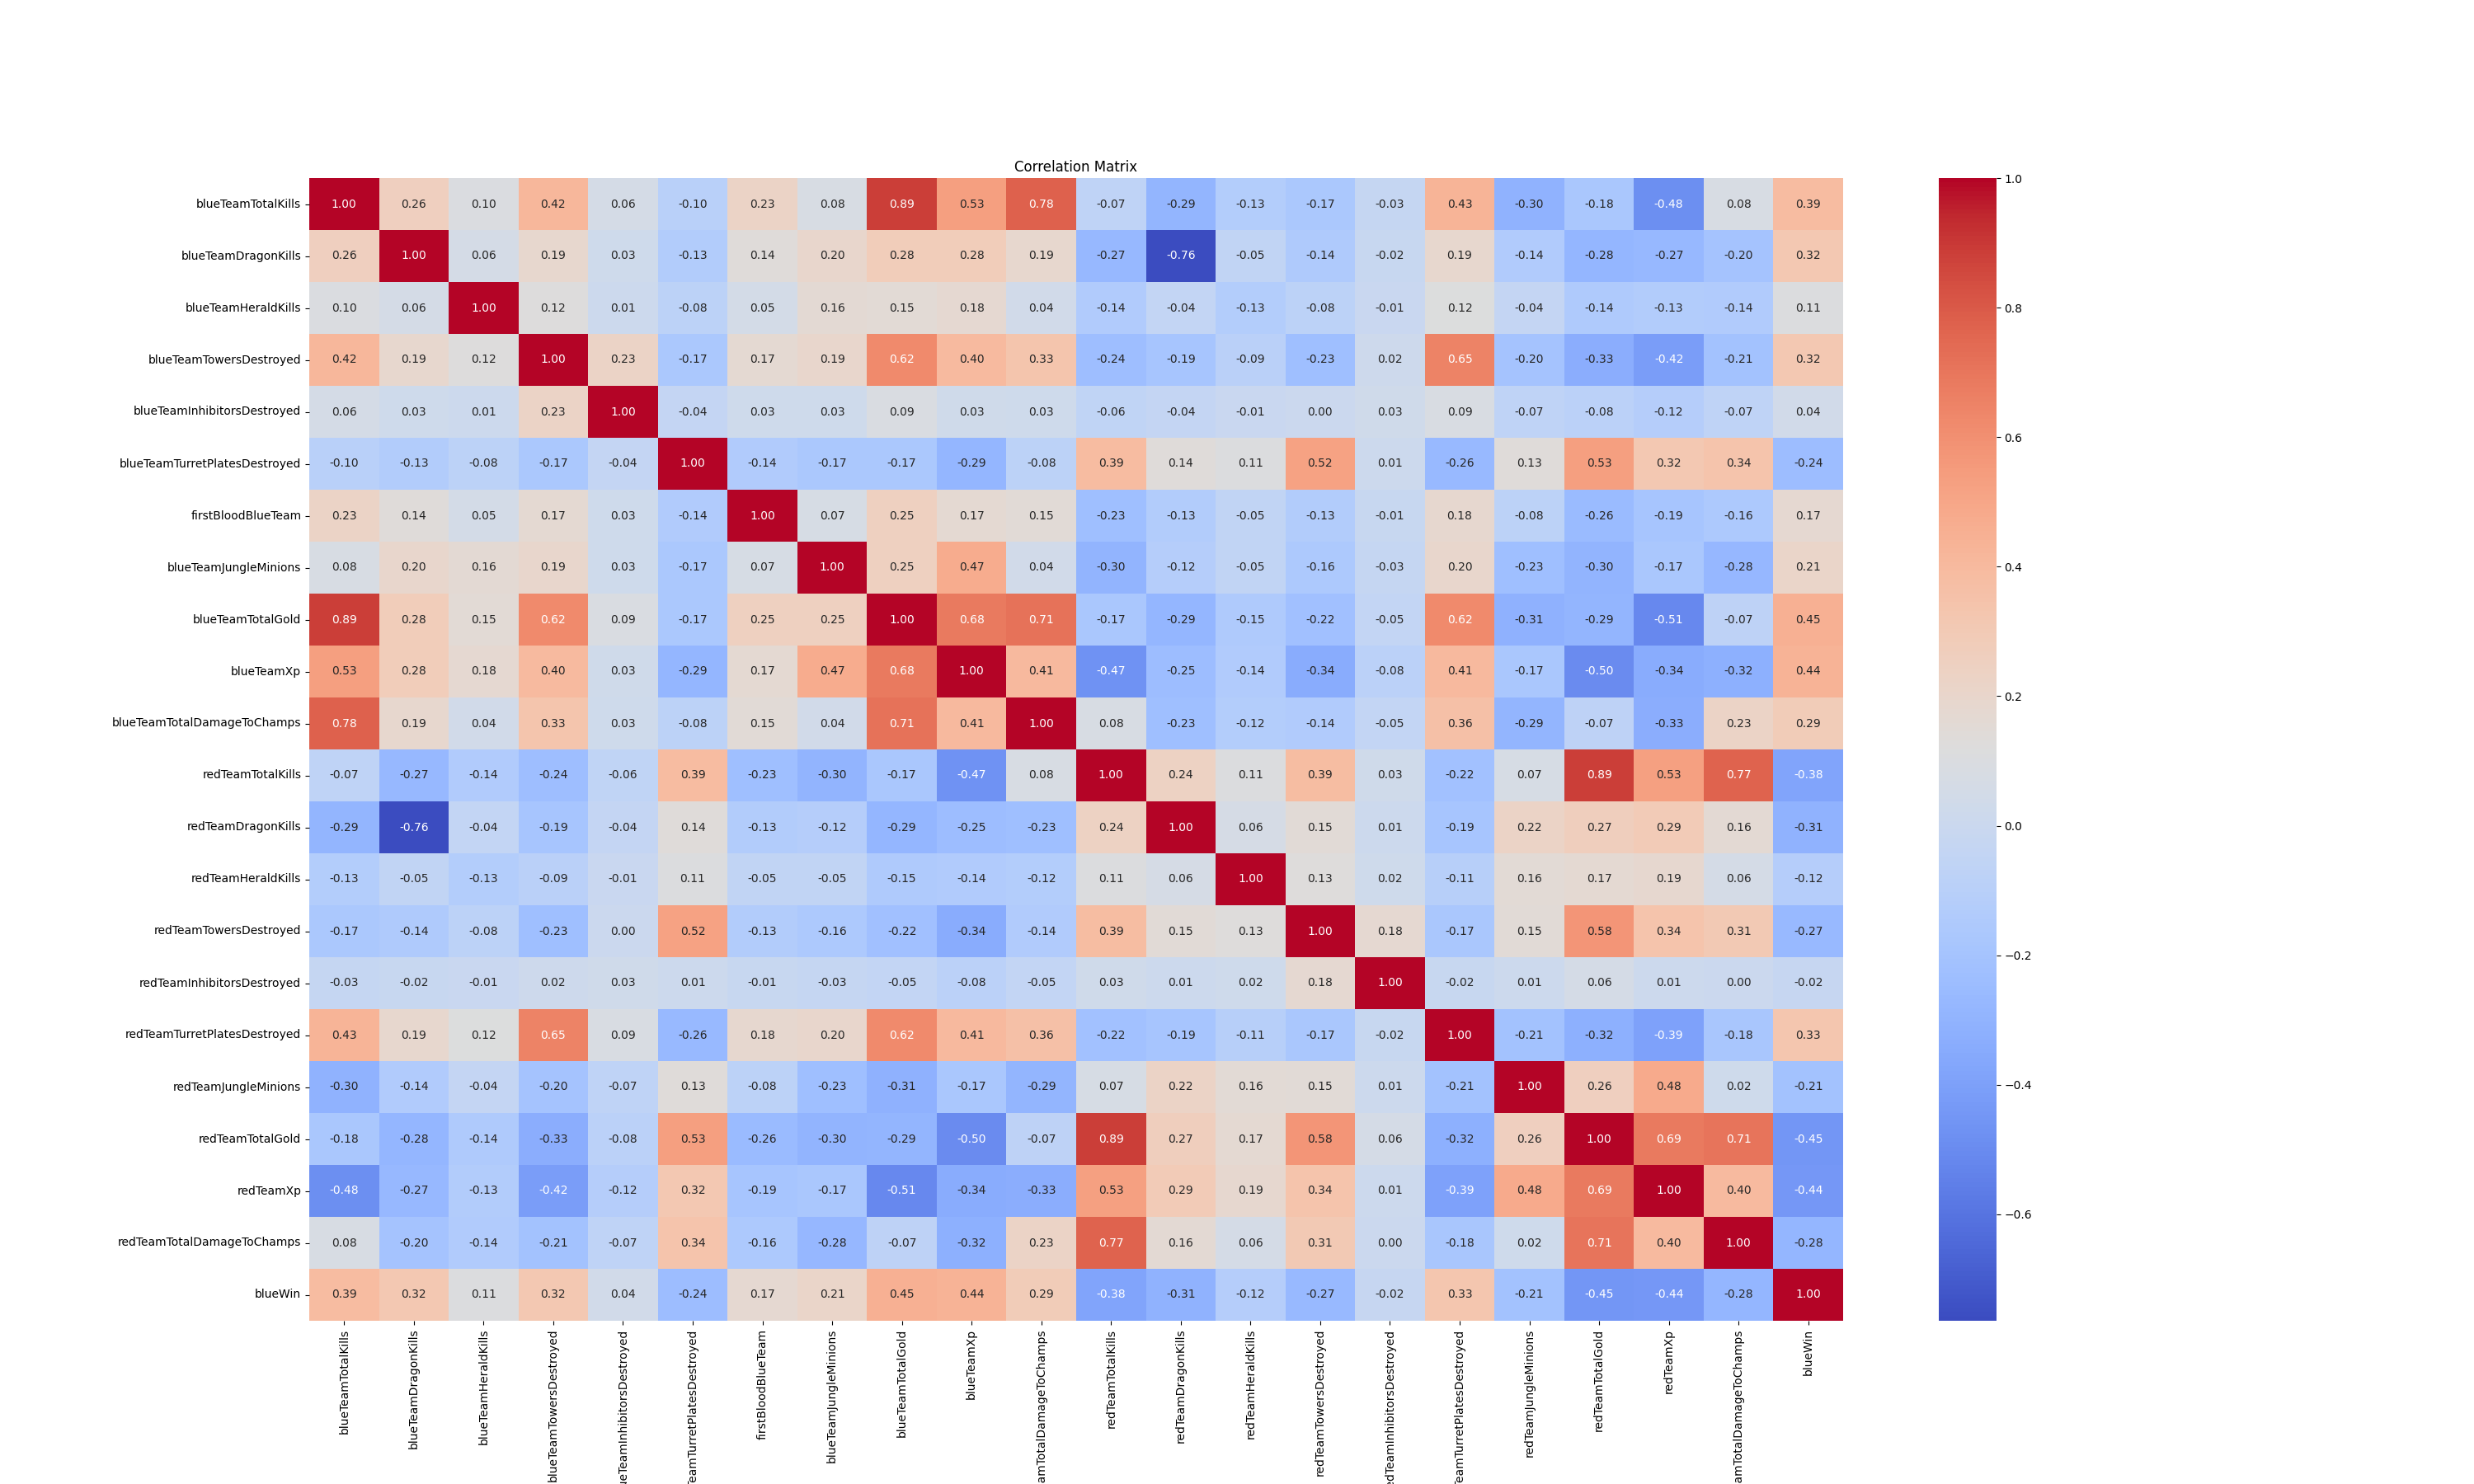 Correlation Matrix
blueTeamTotalKills 1.00 0.26 0.10 0.42 0.06 -0.10 0.23 0.08 0.89 0.53 0.78 -0.07 -0.29 -0.13 -0.17 -0.03 0.43 -0.30 -0.18 -0.48 0.08 0.39
blueTeamDragonKills 0.26 1.00 0.06 0.19 0.03 -0.13 0.14 0.20 0.28 0.28 0.19 -0.27 -0.76 -0.05 -0.14 -0.02 0.19 -0.14 -0.28 -0.27 -0.20 0.32
blueTeamHeraldKills 0.10 0.06 1.00 0.12 0.01 -0.08 0.05 0.16 0.15 0.18 0.04 -0.14 -0.04 -0.13 -0.08 -0.01 0.12 -0.04 -0.14 -0.13 -0.14 0.11
blueTeamTowersDestroyed 0.42 0.19 0.12 1.00 0.23 -0.17 0.17 0.19 0.62 0.40 0.33 -0.24 -0.19 -0.09 -0.23 0.02 0.65 -0.20 -0.33 -0.42 -0.21 0.32
blueTeamInhibitorsDestroyed 0.06 0.03 0.01 0.23 1.00 -0.04 0.03 0.03 0.09 0.03 0.03 -0.06 -0.04 -0.01 0.00 0.03 0.09 -0.07 -0.08 -0.12 -0.07 0.04
blueTeamTurretPlatesDestroyed -0.10 -0.13 -0.08 -0.17 -0.04 1.00 -0.14 -0.17 -0.17 -0.29 -0.08 0.39 0.14 0.11 0.52 0.01 -0.26 0.13 0.53 0.32 0.34 -0.24
firstBloodBlueTeam 0.23 0.14 0.05 0.17 0.03 -0.14 1.00 0.07 0.25 0.17 0.15 -0.23 -0.13 -0.05 -0.13 -0.01 0.18 -0.08 -0.26 -0.19 -0.16 0.17
blueTeamJungleMinions 0.08 0.20 0.16 0.19 0.03 -0.17 0.07 1.00 0.25 0.47 0.04 -0.30 -0.12 -0.05 -0.16 -0.03 0.20 -0.23 -0.30 -0.17 -0.28 0.21
blueTeamTotalGold 0.89 0.28 0.15 0.62 0.09 -0.17 0.25 0.25 1.00 0.68 0.71 -0.17 -0.29 -0.15 -0.22 -0.05 0.62 -0.31 -0.29 -0.51 -0.07 0.45
blueTeamXp 0.53 0.28 0.18 0.40 0.03 -0.29 0.17 0.47 0.68 1.00 0.41 -0.47 -0.25 -0.14 -0.34 -0.08 0.41 -0.17 -0.50 -0.34 -0.32 0.44
blueTeamTotalDamageToChamps 0.78 0.19 0.04 0.33 0.03 -0.08 0.15 0.04 0.71 0.41 1.00 0.08 -0.23 -0.12 -0.14 -0.05 0.36 -0.29 -0.07 -0.33 0.23 0.29
redTeamTotalKills -0.07 -0.27 -0.14 -0.24 -0.06 0.39 -0.23 -0.30 -0.17 -0.47 0.08 1.00 0.24 0.11 0.39 0.03 -0.22 0.07 0.89 0.53 0.77 -0.38
redTeamDragonKills -0.29 -0.76 -0.04 -0.19 -0.04 0.14 -0.13 -0.12 -0.29 -0.25 -0.23 0.24 1.00 0.06 0.15 0.01 -0.19 0.22 0.27 0.29 0.16 -0.31
redTeamHeraldKills -0.13 -0.05 -0.13 -0.09 -0.01 0.11 -0.05 -0.05 -0.15 -0.14 -0.12 0.11 0.06 1.00 0.13 0.02 -0.11 0.16 0.17 0.19 0.06 -0.12
redTeamTowersDestroyed -0.17 -0.14 -0.08 -0.23 0.00 0.52 -0.13 -0.16 -0.22 -0.34 -0.14 0.39 0.15 0.13 1.00 0.18 -0.17 0.15 0.58 0.34 0.31 -0.27
redTeamInhibitorsDestroyed -0.03 -0.02 -0.01 0.02 0.03 0.01 -0.01 -0.03 -0.05 -0.08 -0.05 0.03 0.01 0.02 0.18 1.00 -0.02 0.01 0.06 0.01 0.00 -0.02
redTeamTurretPlatesDestroyed 0.43 0.19 0.12 0.65 0.09 -0.26 0.18 0.20 0.62 0.41 0.36 -0.22 -0.19 -0.11 -0.17 -0.02 1.00 -0.21 -0.32 -0.39 -0.18 0.33
redTeamJungleMinions -0.30 -0.14 -0.04 -0.20 -0.07 0.13 -0.08 -0.23 -0.31 -0.17 -0.29 0.07 0.22 0.16 0.15 0.01 -0.21 1.00 0.26 0.48 0.02 -0.21
redTeamTotalGold -0.18 -0.28 -0.14 -0.33 -0.08 0.53 -0.26 -0.30 -0.29 -0.50 -0.07 0.89 0.27 0.17 0.58 0.06 -0.32 0.26 1.00 0.69 0.71 -0.45
redTeamXp -0.48 -0.27 -0.13 -0.42 -0.12 0.32 -0.19 -0.17 -0.51 -0.34 -0.33 0.53 0.29 0.19 0.34 0.01 -0.39 0.48 0.69 1.00 0.40 -0.44
redTeamTotalDamageToChamps 0.08 -0.20 -0.14 -0.21 -0.07 0.34 -0.16 -0.28 -0.07 -0.32 0.23 0.77 0.16 0.06 0.31 0.00 -0.18 0.02 0.71 0.40 1.00 -0.28
blueWin 0.39 0.32 0.11 0.32 0.04 -0.24 0.17 0.21 0.45 0.44 0.29 -0.38 -0.31 -0.12 -0.27 -0.02 0.33 -0.21 -0.45 -0.44 -0.28 1.00
blueTeamTotalKills
blueTeamDragonKills
blueTeamHeraldKills
blueTeamTowersDestroyed
ueTeamInhibitorsDestroyed
TeamTurretPlatesDestroyed
firstBloodBlueTeam
blueTeamJungleMinions
blueTeamTotalGold
blueTeamXp
amTotalDamageToChamps
redTeamTotalKills
redTeamDragonKills
redTeamHeraldKills
redTeamTowersDestroyed
edTeamInhibitorsDestroyed
TeamTurretPlatesDestroyed
redTeamJungleMinions
redTeamTotalGold
redTeamXp
amTotalDamageToChamps
blueWin
1.0
0.8
0.6
0.4
0.2
0.0
−0.2
−0.4
−0.6